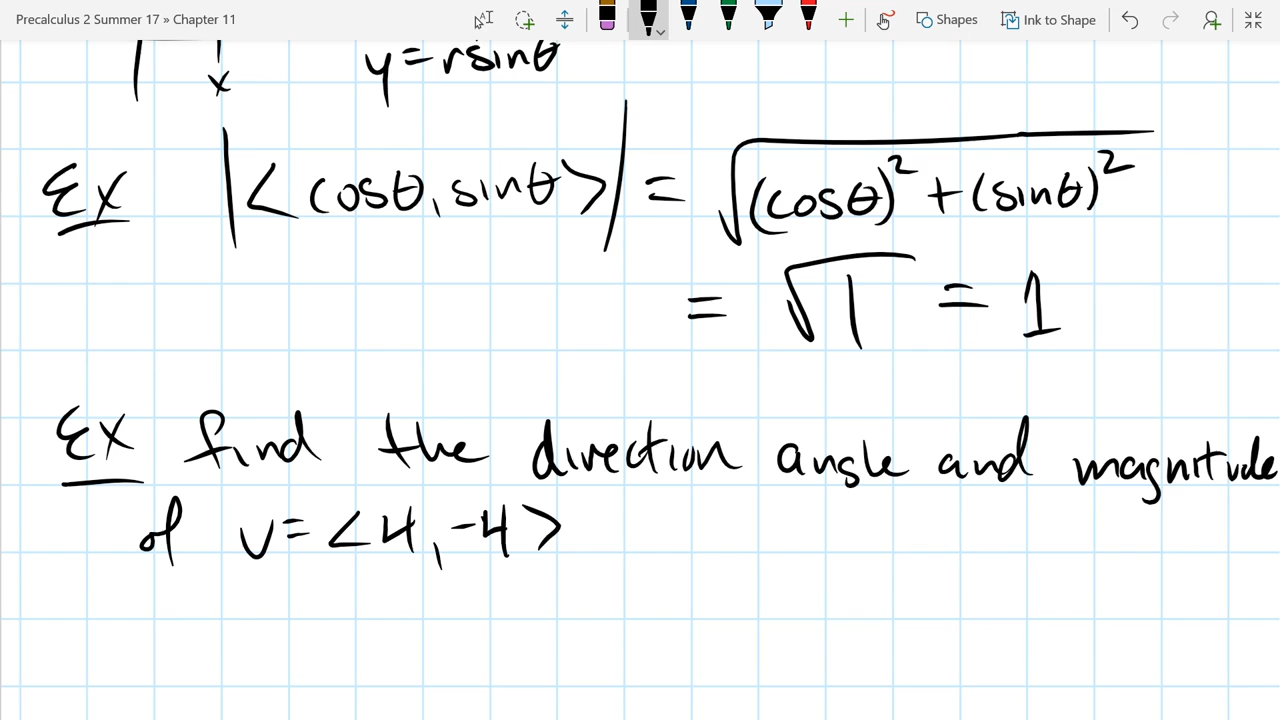 Precalculus 2 Summer 17 » Chapter 11
Shapes
Ink to Shape
x
y=rsinθ
Ex |<cosθ, sinθ>| = √(cosθ)² + (sinθ)²
= √1 = 1
Ex find the direction angle and magnitude
of v = <4, -4>